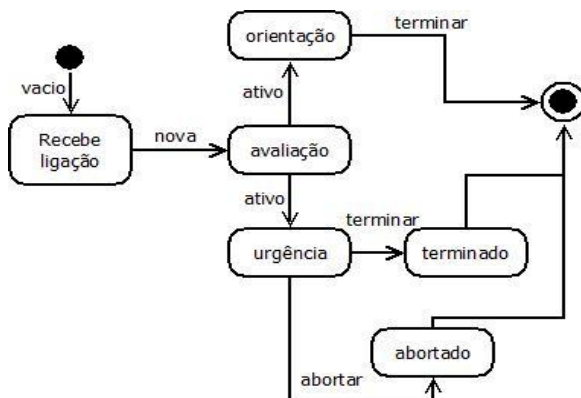 orientação
terminar
vacio
ativo
Recebe
ligação
nova
avaliação
ativo
terminar
urgência
terminado
abortado
abortar